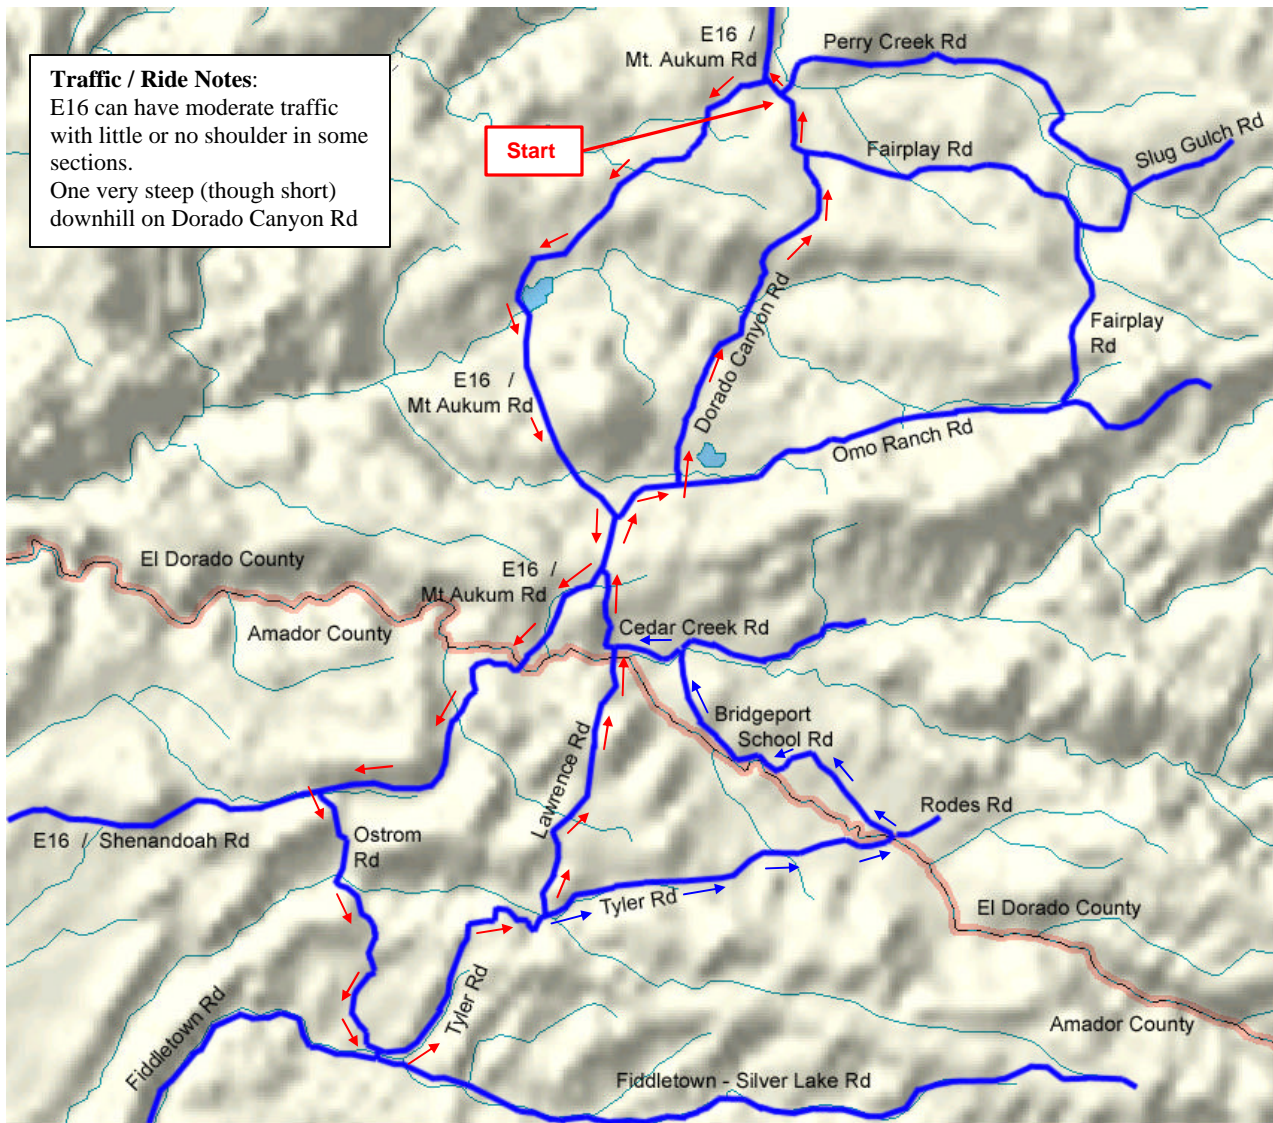 E16 /
Mt. Aukum Rd
Perry Creek Rd
Traffic / Ride Notes:
E16 can have moderate traffic
with little or no shoulder in some
sections.
One very steep (though short)
downhill on Dorado Canyon Rd
Start
Fairplay Rd
Slug Gulch Rd
Fairplay
Rd
Dorado Canyon Rd
E16 /
Mt Aukum Rd
Omo Ranch Rd
El Dorado County
E16 /
Mt Aukum Rd
Amador County
Cedar Creek Rd
Bridgeport
School Rd
Lawrence Rd
Rodes Rd
E16 / Shenandoah Rd
Ostrom
Rd
Tyler Rd
El Dorado County
Tyler Rd
Fiddletown Rd
Amador County
Fiddletown - Silver Lake Rd